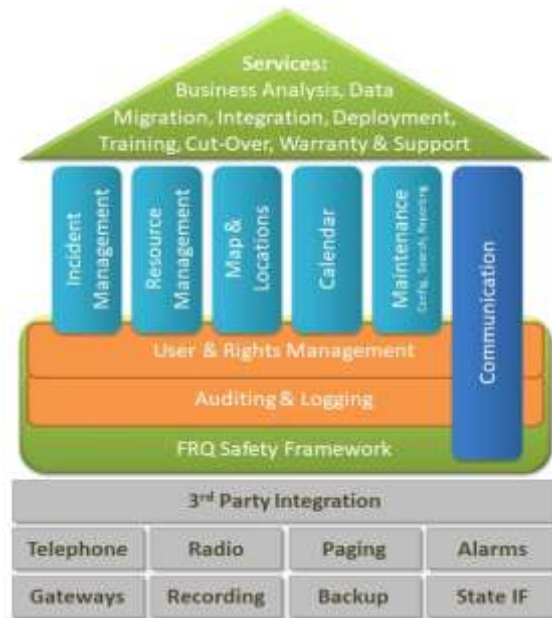 Services:
Business Analysis, Data
Migration, Integration, Deployment,
Training, Cut-Over, Warranty & Support
Incident
Management
Resource
Management
Map &
Locations
Calendar
Maintenance
Config, Search, Reporting
Communication
User & Rights Management
Auditing & Logging
FRQ Safety Framework
3rd Party Integration
Telephone
Radio
Paging
Alarms
Gateways
Recording
Backup
State IF